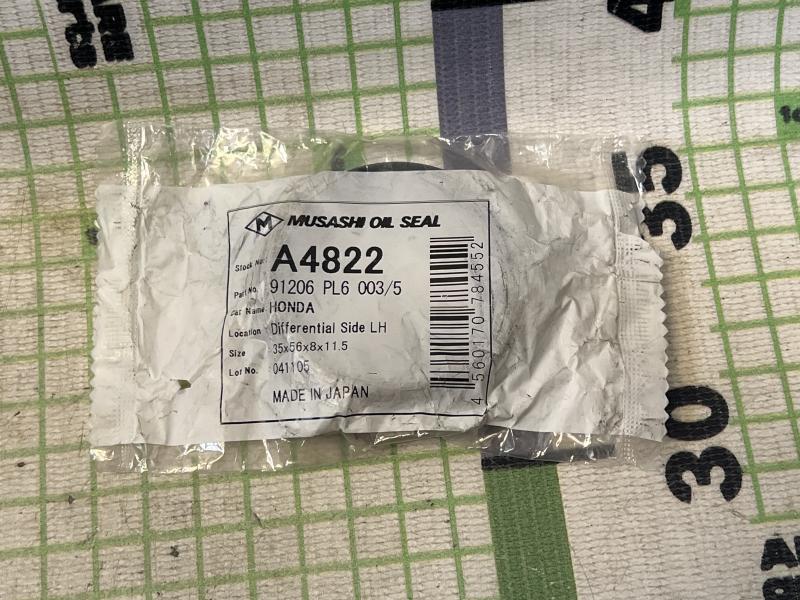 MUSASHI OIL SEAL
Stock No. A4822
Part No. 91206 PL6 003/5
Car Name HONDA
Location Differential Side LH
Size 35x56x8x11.5
Lot No. 041105
MADE IN JAPAN
4 560170 784552
35
30